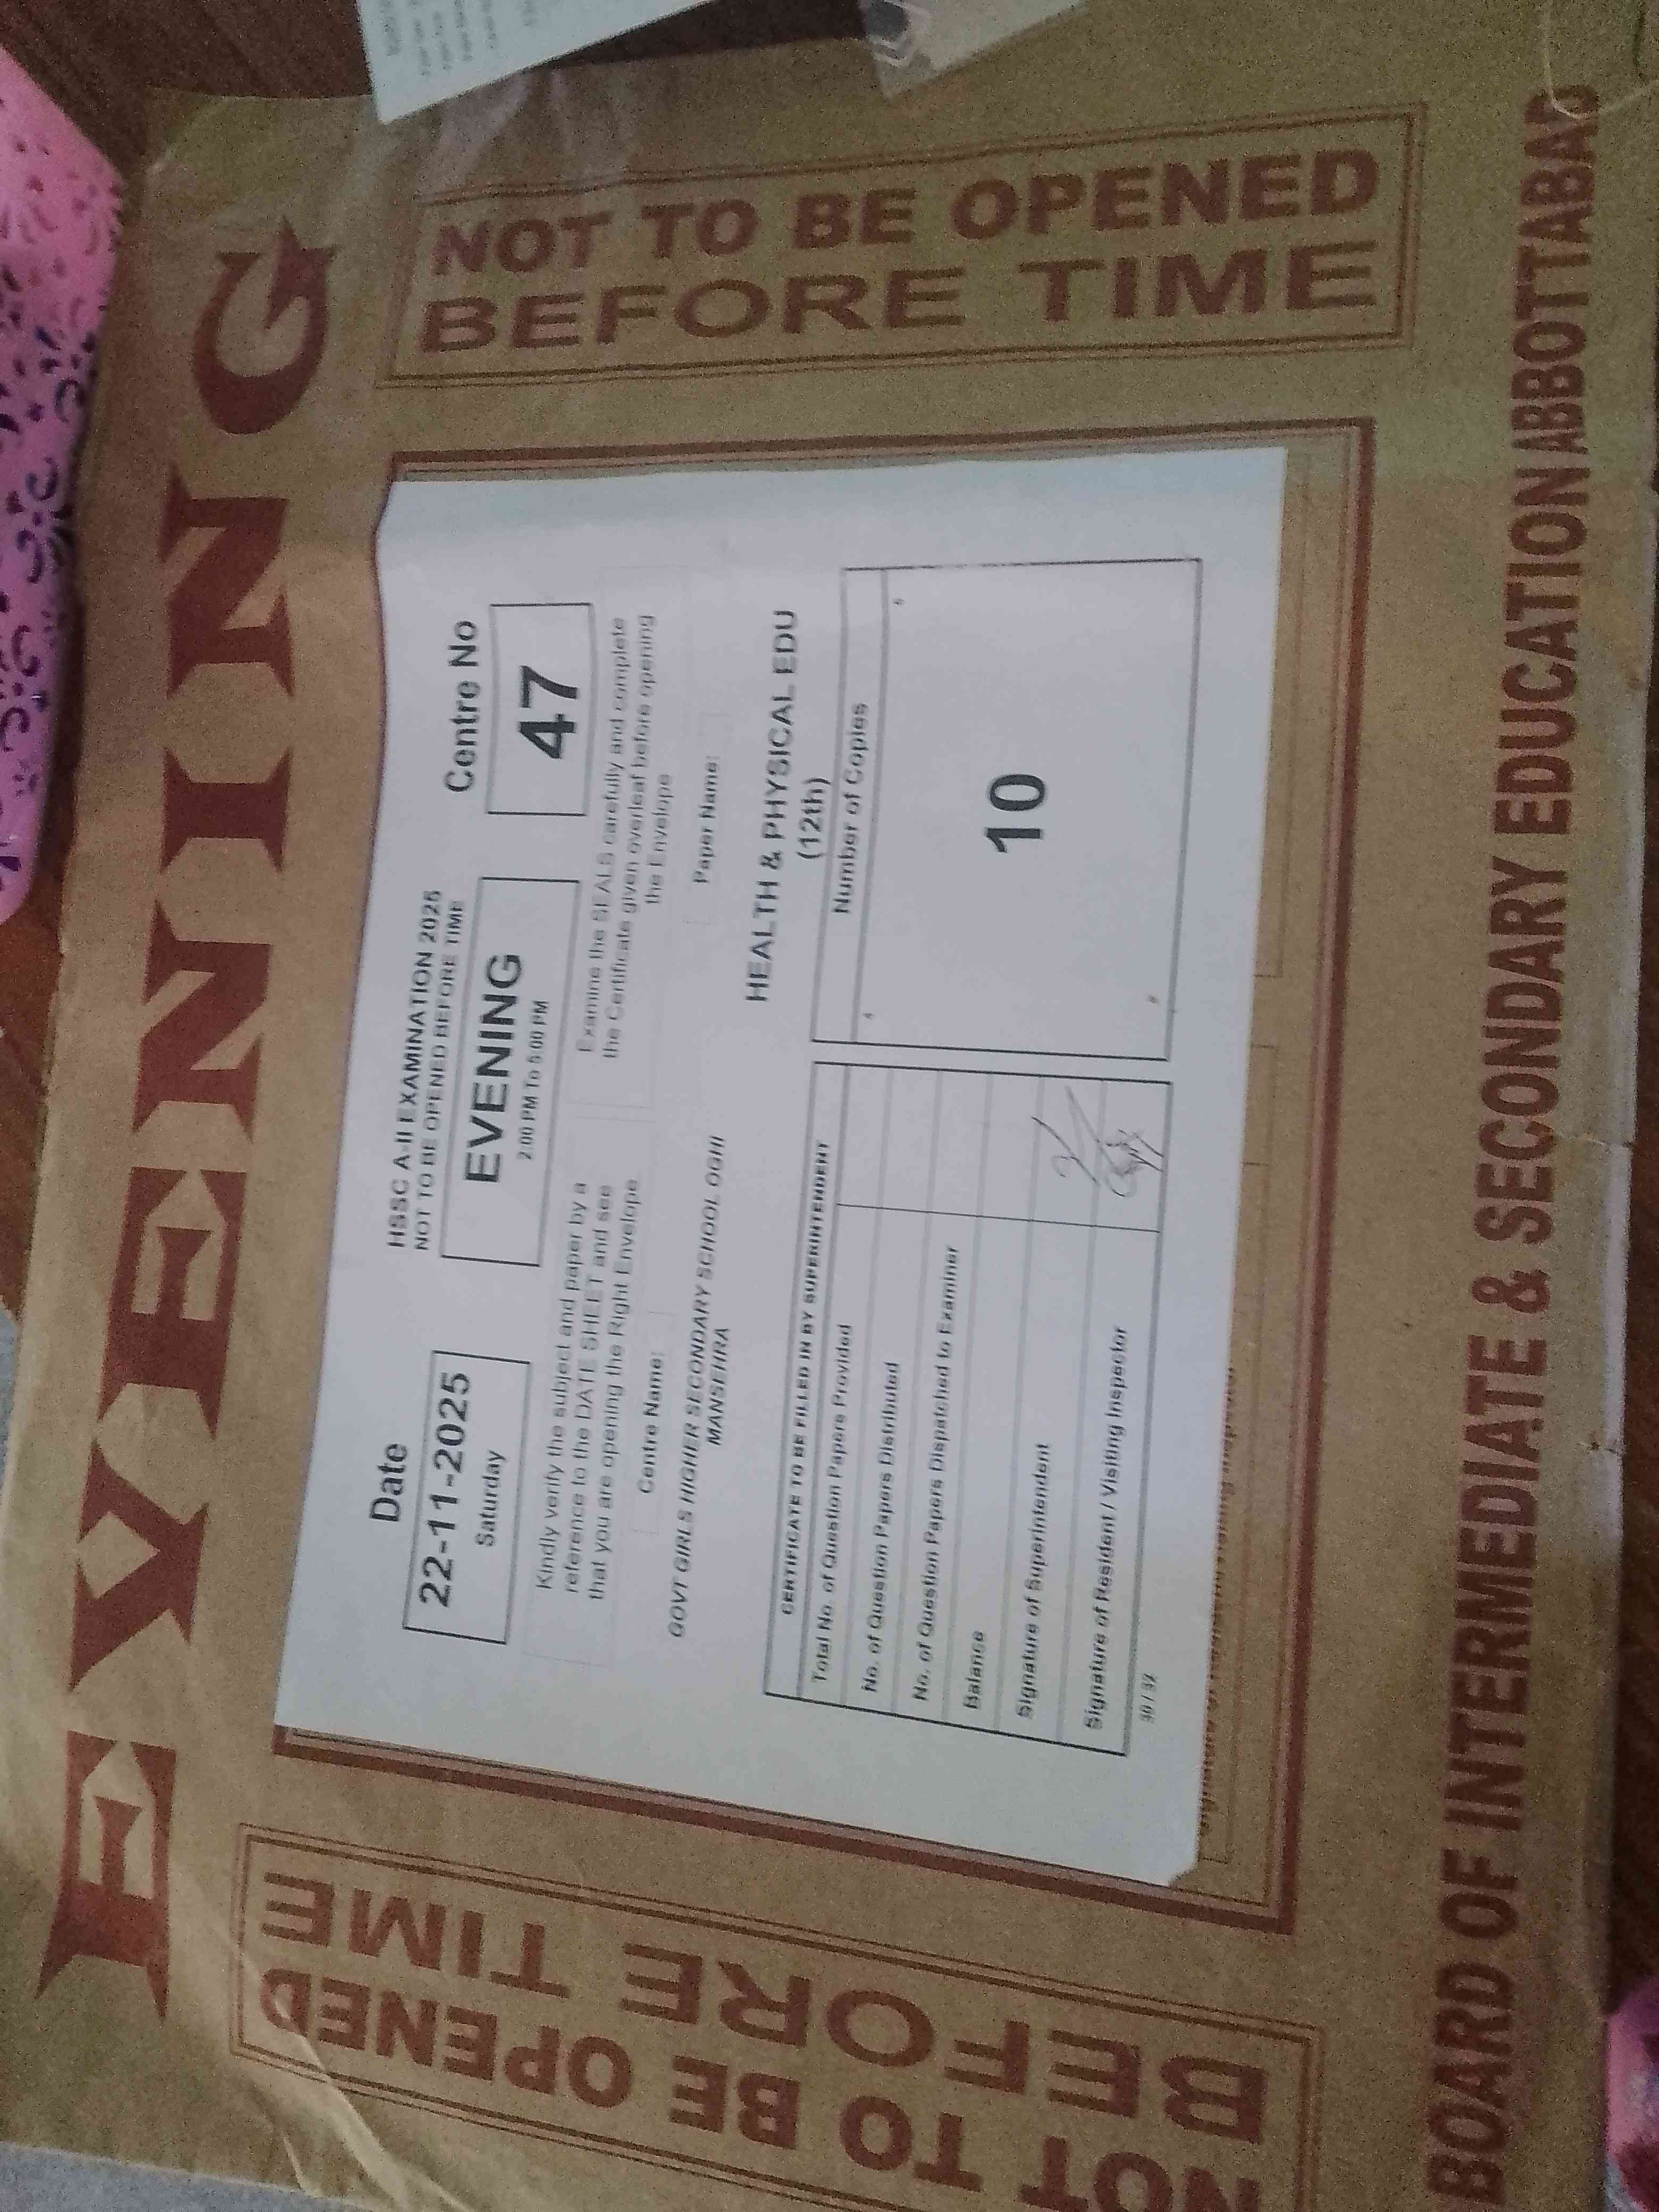 EVENING
NOT TO BE OPENED
BEFORE TIME
NOT TO BE OPENED
BEFORE TIME
Date
22-11-2025
Saturday
HSSC A-II EXAMINATION 2025
NOT TO BE OPENED BEFORE TIME
EVENING
2:00 PM To 5:00 PM
Centre No
47
Kindly verify the subject and paper by a
reference to the DATE SHEET and see
that you are opening the Right Envelope
Examine the SEALS carefully and complete
the Certificate given overleaf before opening
the Envelope
Centre Name:
GOVT GIRLS HIGHER SECONDARY SCHOOL OGHI
MANSEHRA
Paper Name:
HEALTH & PHYSICAL EDU
(12th)
CERTIFICATE TO BE FILLED IN BY SUPERINTENDENT
Total No. of Question Papers Provided
No. of Question Papers Distributed
No. of Question Papers Dispatched to Examiner
Balance
Signature of Superintendent
Signature of Resident / Visiting Inspector
30 / 32
Number of Copies
10
BOARD OF INTERMEDIATE & SECONDARY EDUCATION ABBOTTABAD